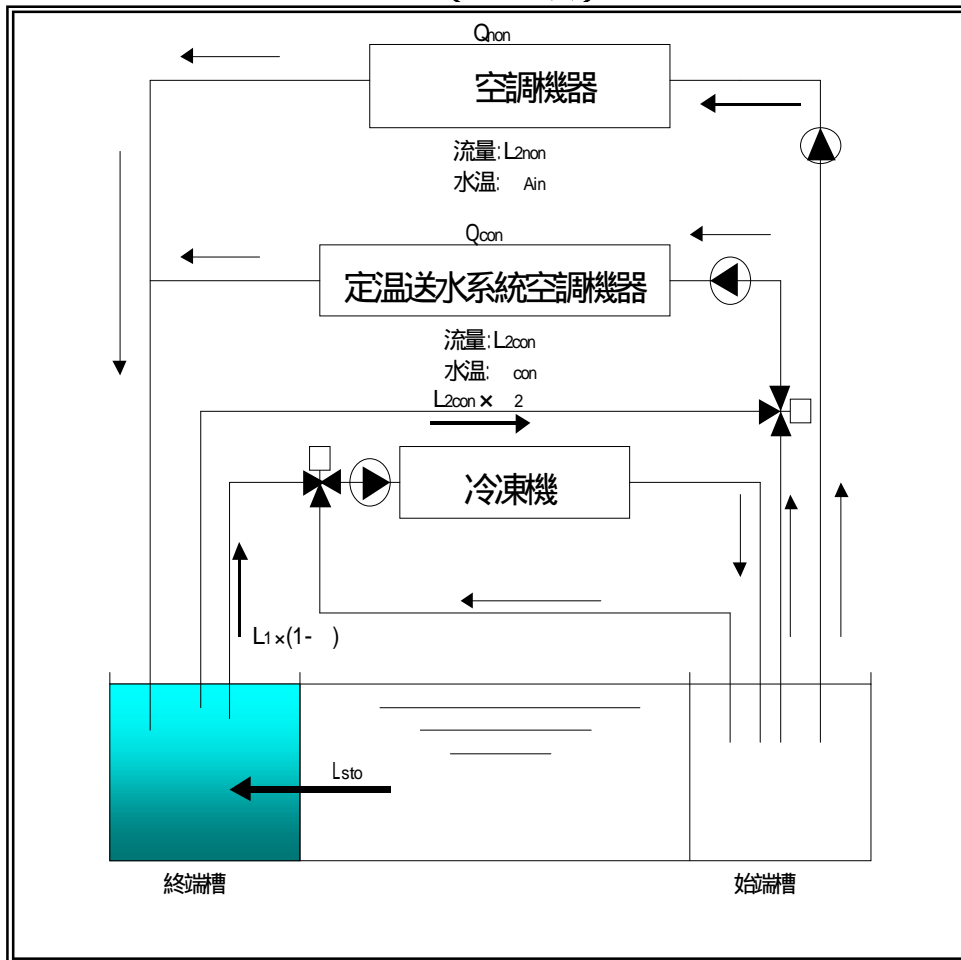 Qnon
空調機器
流量:L2non
水温: Ain
Qcon
定温送水系統空調機器
流量:L2con
水温: con
L2con× 2
冷凍機
L1×(1- )
Lsto
終端槽
始端槽